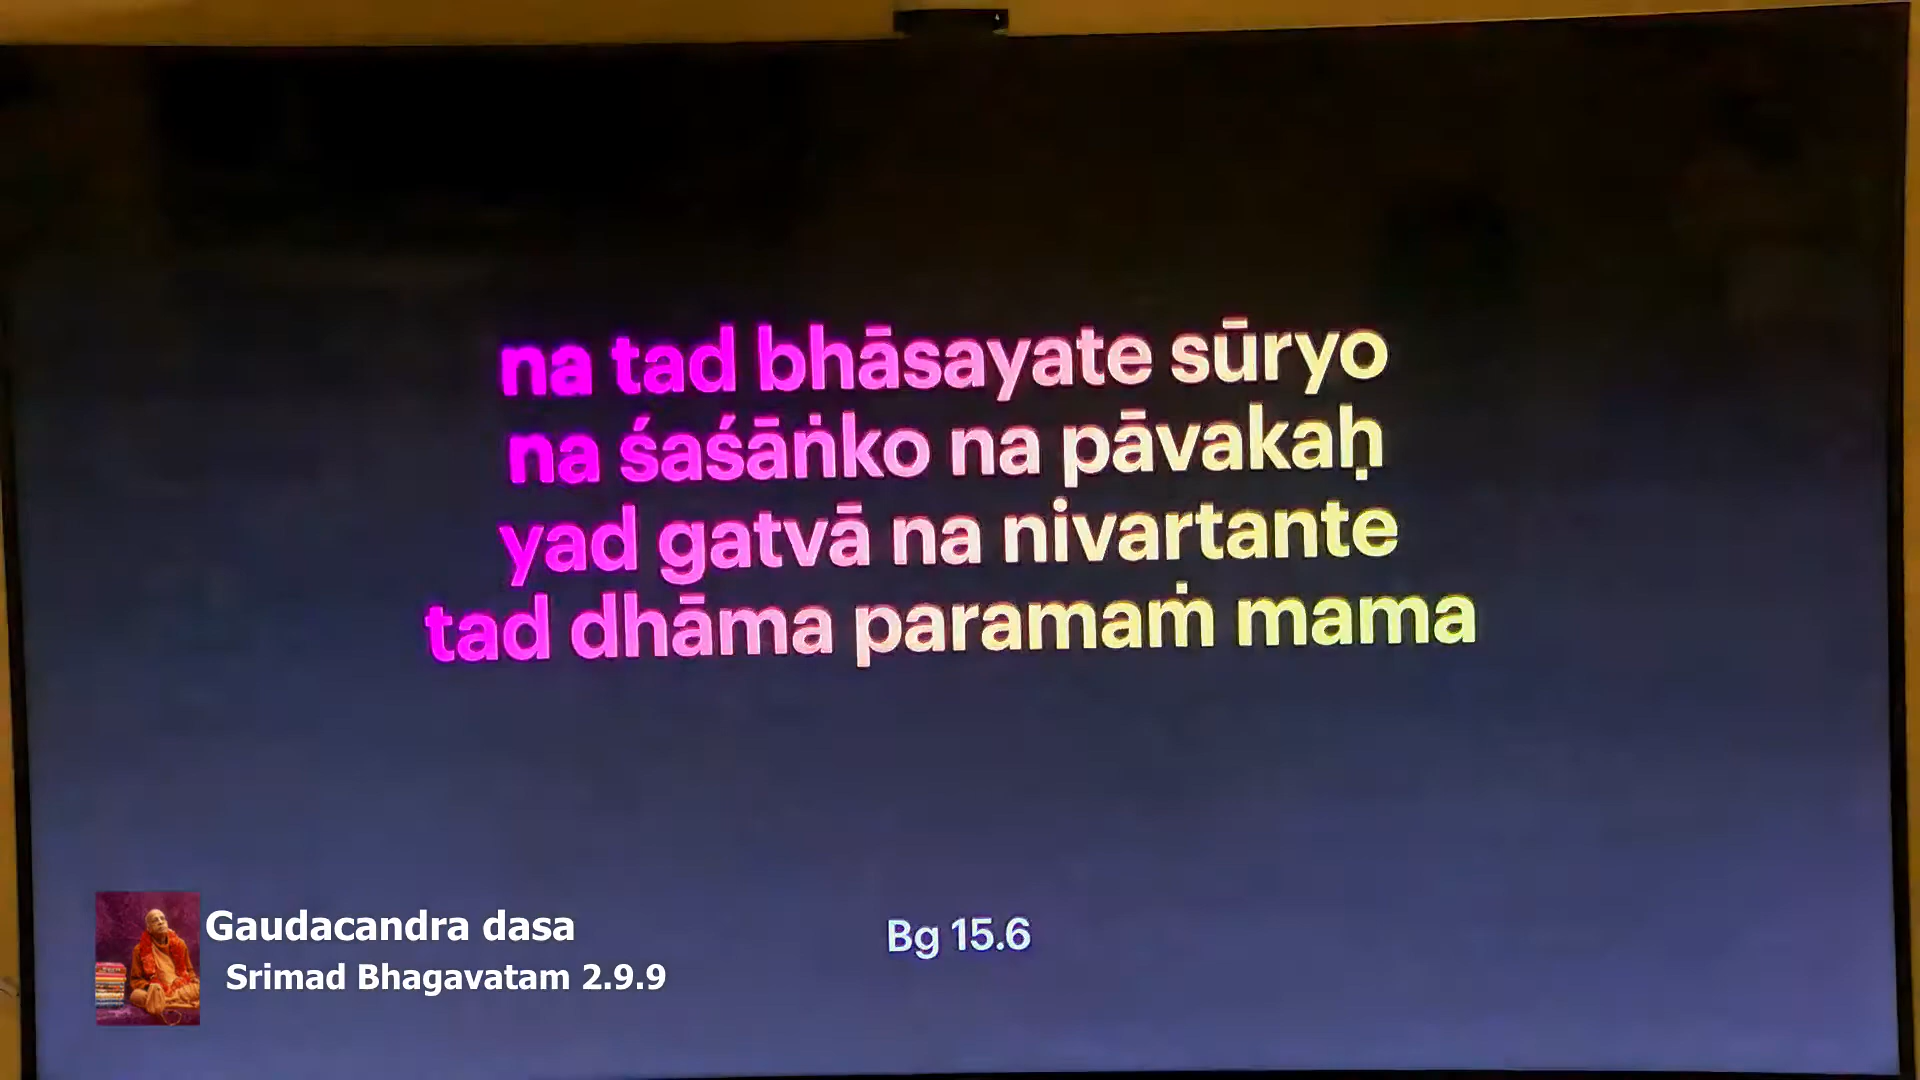 na tad bhāsayate sūryo
na śaśāṅko na pāvakaḥ
yad gatvā na nivartante
tad dhāma paramaṁ mama
Bg 15.6
Gaudacandra dasa
Srimad Bhagavatam 2.9.9